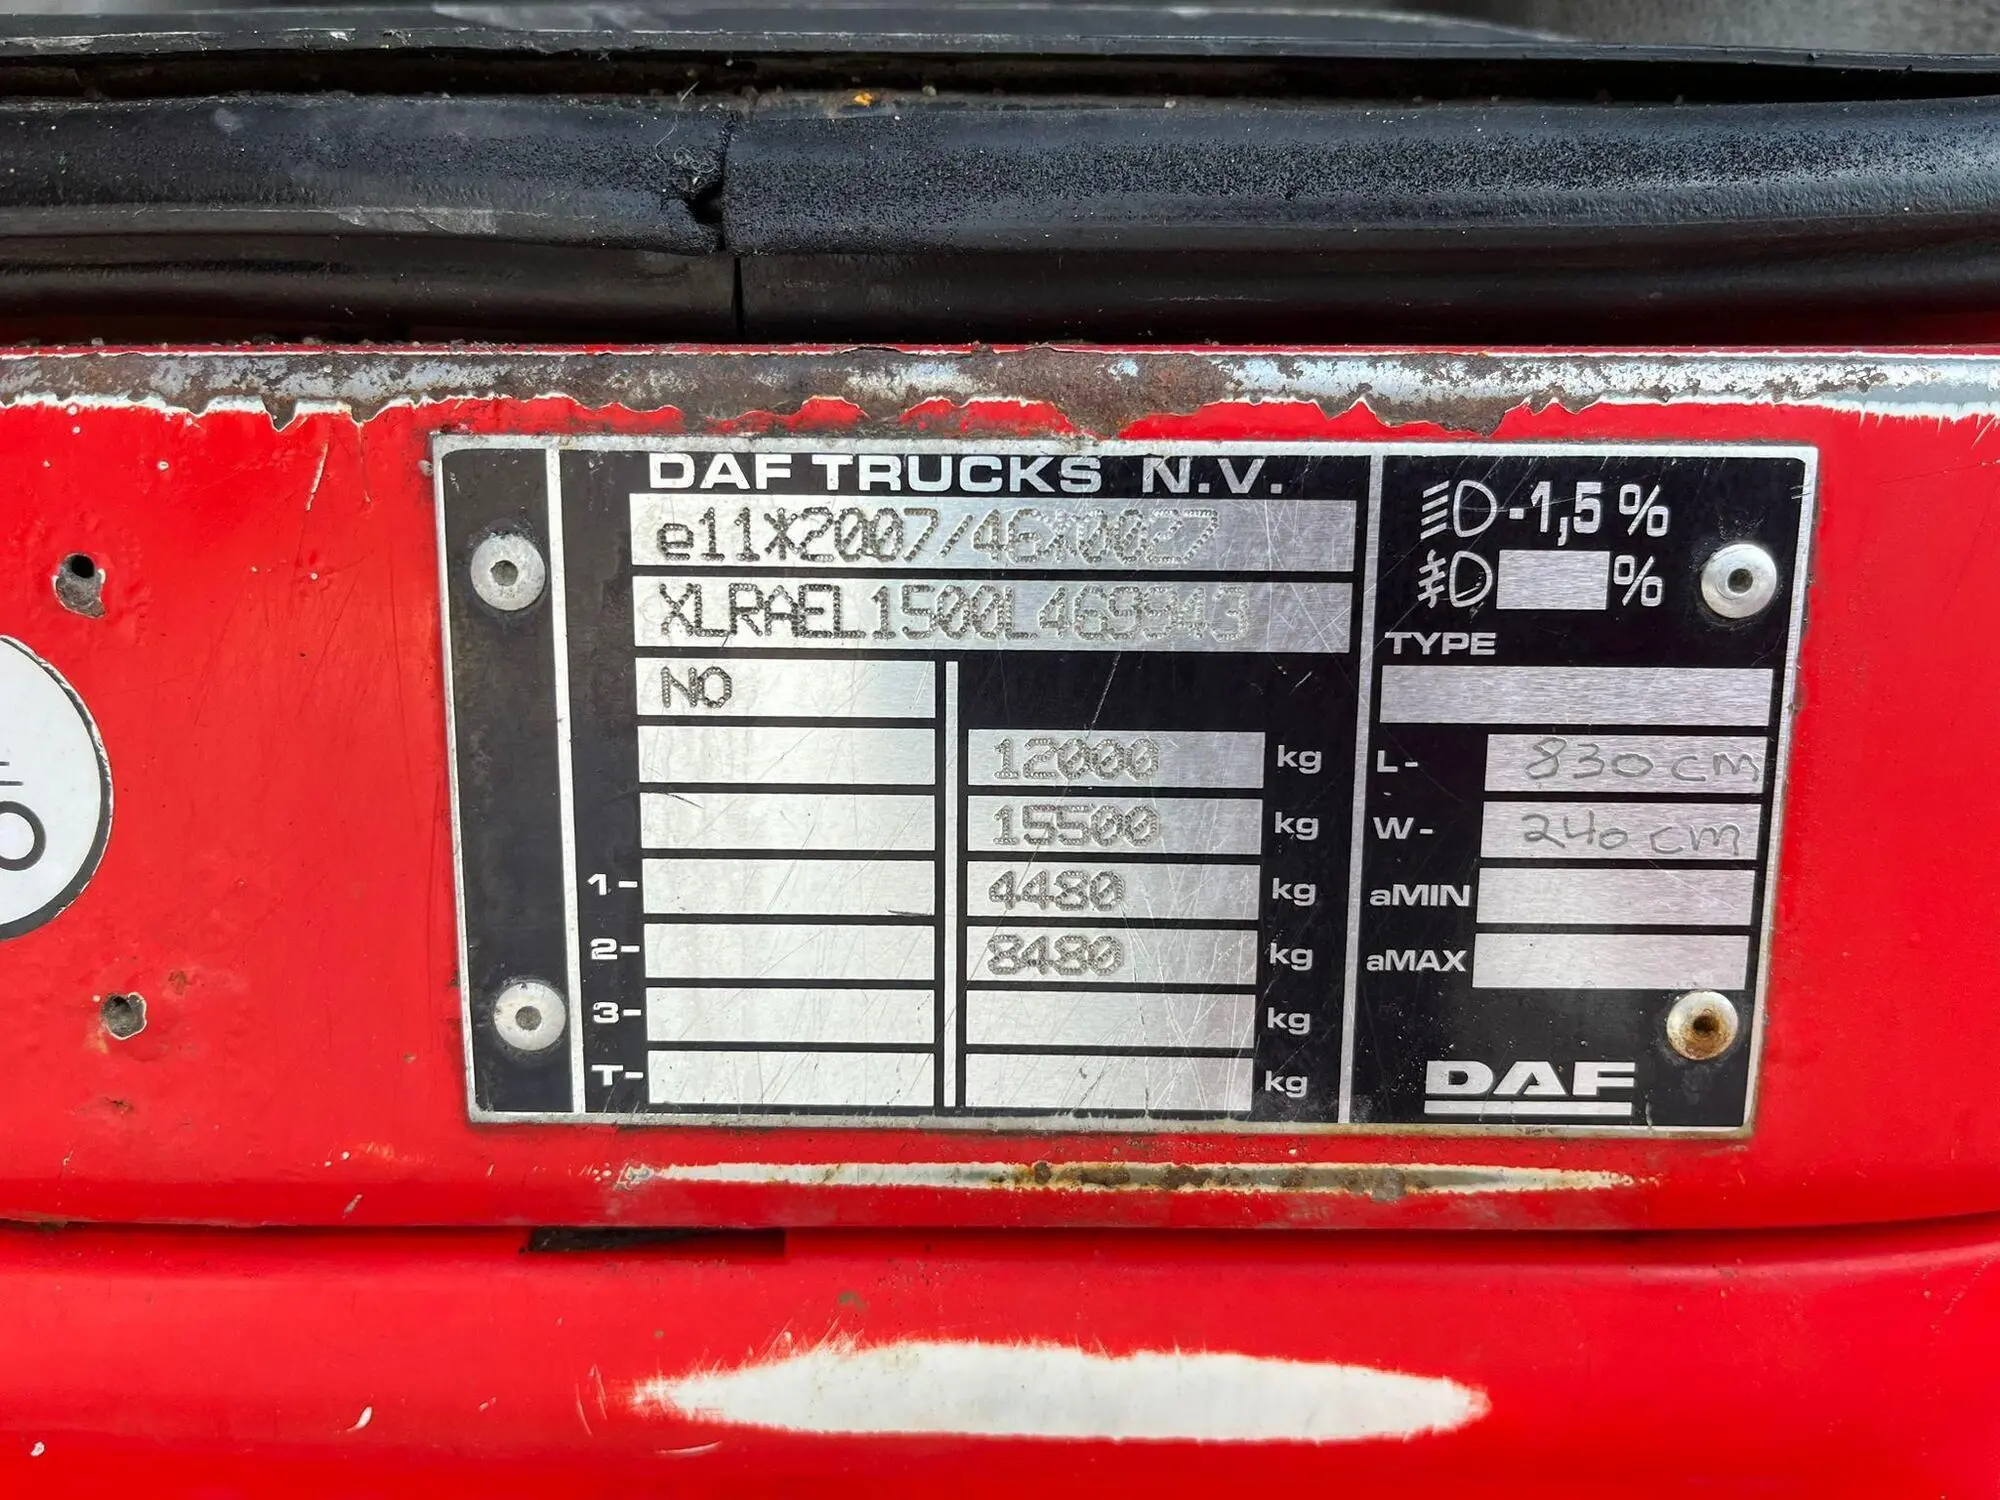 DAF TRUCKS N.V.
e11*2007/46*0027
XLRAEL1500L469943
NO
12000 kg
15500 kg
1- 4480 kg
2- 8480 kg
3- kg
T- kg
-1,5 %
%
TYPE
L- 830 cm
W- 240 cm
aMIN
aMAX
DAF